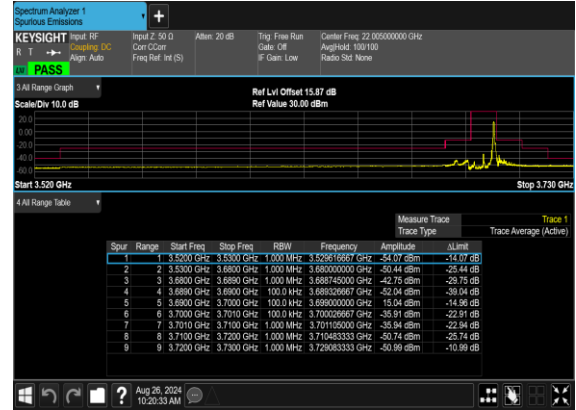 Spectrum Analyzer 1
Spurious Emissions
KEYSIGHT Input: RF Input Z: 50 Ω Atten: 20 dB Trig: Free Run Center Freq: 22.005000000 GHz
R T Coupling: DC Corr CCorr Gate: Off Avg|Hold: 100/100
Align: Auto Freq Ref: Int (S) IF Gain: Low Radio Std: None
PASS
3 All Range Graph
Ref Lvl Offset 15.87 dB
Scale/Div 10.0 dB Ref Value 30.00 dBm
20.0
0.00
-20.0
-40.0
-60.0
Start 3.520 GHz Stop 3.730 GHz
4 All Range Table
Measure Trace Trace 1
Trace Type Trace Average (Active)
Spur Range Start Freq Stop Freq RBW Frequency Amplitude ΔLimit
1 1 3.5200 GHz 3.5300 GHz 1.000 MHz 3.529616667 GHz -54.07 dBm -14.07 dB
2 2 3.5300 GHz 3.6800 GHz 1.000 MHz 3.680000000 GHz -50.44 dBm -25.44 dB
3 3 3.6800 GHz 3.6890 GHz 1.000 MHz 3.688745000 GHz -42.75 dBm -29.75 dB
4 4 3.6890 GHz 3.6900 GHz 100.0 kHz 3.689326667 GHz -52.04 dBm -39.04 dB
5 5 3.6900 GHz 3.7000 GHz 100.0 kHz 3.699000000 GHz 15.04 dBm -14.96 dB
6 6 3.7000 GHz 3.7010 GHz 100.0 kHz 3.700026667 GHz -35.91 dBm -22.91 dB
7 7 3.7010 GHz 3.7100 GHz 1.000 MHz 3.701105000 GHz -35.94 dBm -22.94 dB
8 8 3.7100 GHz 3.7200 GHz 1.000 MHz 3.710483333 GHz -50.74 dBm -25.74 dB
9 9 3.7200 GHz 3.7300 GHz 1.000 MHz 3.729083333 GHz -50.99 dBm -10.99 dB
Aug 26, 2024
10:20:33 AM